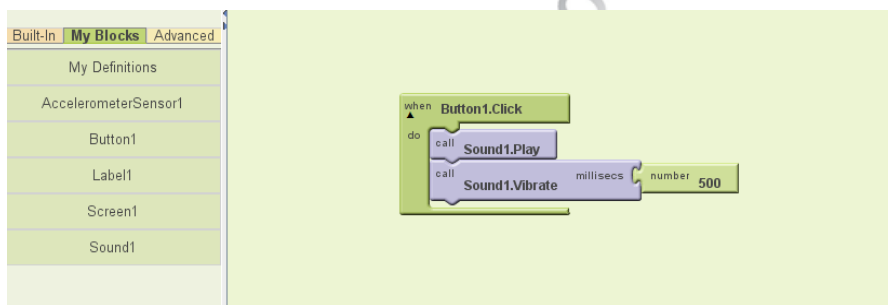 Built-In My Blocks Advanced
My Definitions
AccelerometerSensor1
Button1
Label1
Screen1
Sound1
when Button1.Click
do
call Sound1.Play
call Sound1.Vibrate millisecs number 500